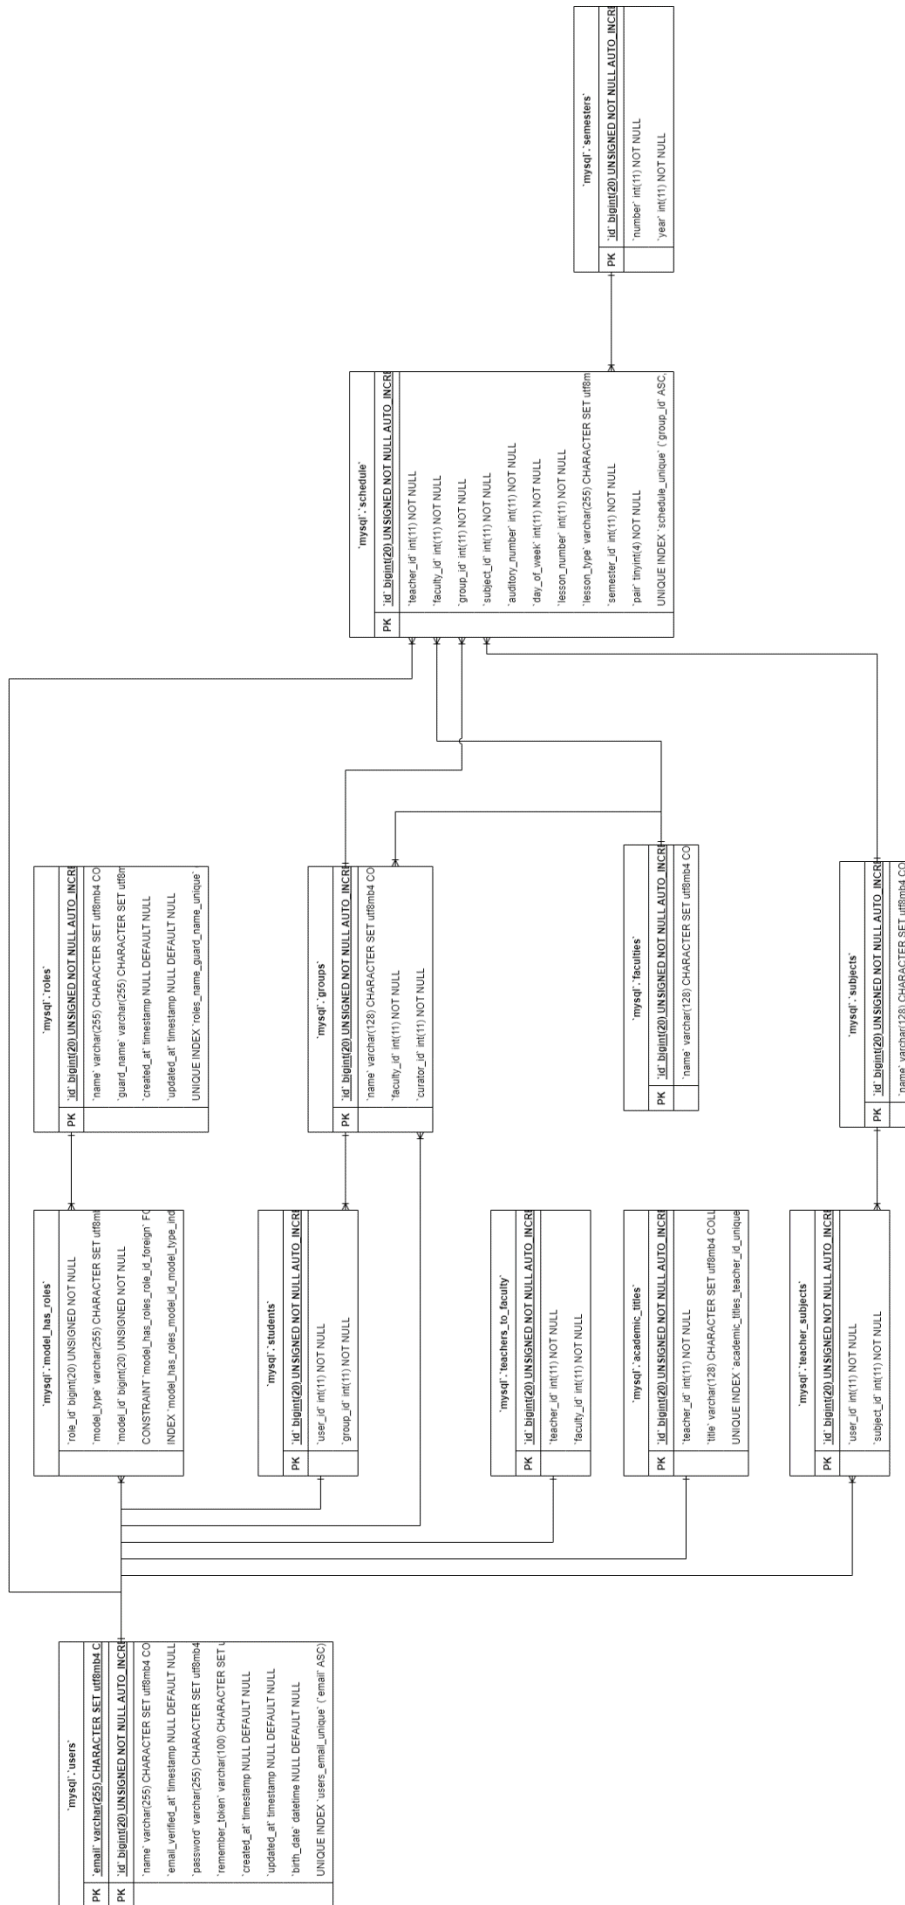 `mysql`.`users`
PK `email` varchar(255) CHARACTER SET utf8mb4 C
PK `id` bigint(20) UNSIGNED NOT NULL AUTO_INCRE
`name` varchar(255) CHARACTER SET utf8mb4 CO
`email_verified_at` timestamp NULL DEFAULT NULL
`password` varchar(255) CHARACTER SET utf8mb4
`remember_token` varchar(100) CHARACTER SET
`created_at` timestamp NULL DEFAULT NULL
`updated_at` timestamp NULL DEFAULT NULL
`birth_date` datetime NULL DEFAULT NULL
UNIQUE INDEX `users_email_unique` (`email` ASC)
`mysql`.`model_has_roles`
`role_id` bigint(20) UNSIGNED NOT NULL
`model_type` varchar(255) CHARACTER SET utf8m
`model_id` bigint(20) UNSIGNED NOT NULL
CONSTRAINT `model_has_roles_role_id_foreign` FO
INDEX `model_has_roles_model_id_model_type_ind
`mysql`.`students`
PK `id` bigint(20) UNSIGNED NOT NULL AUTO_INCRE
`user_id` int(11) NOT NULL
`group_id` int(11) NOT NULL
`mysql`.`teachers_to_faculty`
PK `id` bigint(20) UNSIGNED NOT NULL AUTO_INCRE
`teacher_id` int(11) NOT NULL
`faculty_id` int(11) NOT NULL
`mysql`.`academic_titles`
PK `id` bigint(20) UNSIGNED NOT NULL AUTO_INCRE
`teacher_id` int(11) NOT NULL
`title` varchar(128) CHARACTER SET utf8mb4 COLL
UNIQUE INDEX `academic_titles_teacher_id_unique
`mysql`.`teacher_subjects`
PK `id` bigint(20) UNSIGNED NOT NULL AUTO_INCRE
`user_id` int(11) NOT NULL
`subject_id` int(11) NOT NULL
`mysql`.`roles`
PK `id` bigint(20) UNSIGNED NOT NULL AUTO_INCRE
`name` varchar(255) CHARACTER SET utf8mb4 CO
`guard_name` varchar(255) CHARACTER SET utf8m
`created_at` timestamp NULL DEFAULT NULL
`updated_at` timestamp NULL DEFAULT NULL
UNIQUE INDEX `roles_name_guard_name_unique`
`mysql`.`groups`
PK `id` bigint(20) UNSIGNED NOT NULL AUTO_INCRE
`name` varchar(128) CHARACTER SET utf8mb4 CO
`faculty_id` int(11) NOT NULL
`curator_id` int(11) NOT NULL
`mysql`.`faculties`
PK `id` bigint(20) UNSIGNED NOT NULL AUTO_INCRE
`name` varchar(128) CHARACTER SET utf8mb4 CO
`mysql`.`subjects`
PK `id` bigint(20) UNSIGNED NOT NULL AUTO_INCRE
`name` varchar(128) CHARACTER SET utf8mb4 CO
`mysql`.`schedule`
PK `id` bigint(20) UNSIGNED NOT NULL AUTO_INCRE
`teacher_id` int(11) NOT NULL
`faculty_id` int(11) NOT NULL
`group_id` int(11) NOT NULL
`subject_id` int(11) NOT NULL
`auditory_number` int(11) NOT NULL
`day_of_week` int(11) NOT NULL
`lesson_number` int(11) NOT NULL
`lesson_type` varchar(255) CHARACTER SET utf8m
`semester_id` int(11) NOT NULL
`pair` tinyint(4) NOT NULL
UNIQUE INDEX `schedule_unique` (`group_id` ASC,
`mysql`.`semesters`
PK `id` bigint(20) UNSIGNED NOT NULL AUTO_INCRE
`number` int(11) NOT NULL
`year` int(11) NOT NULL